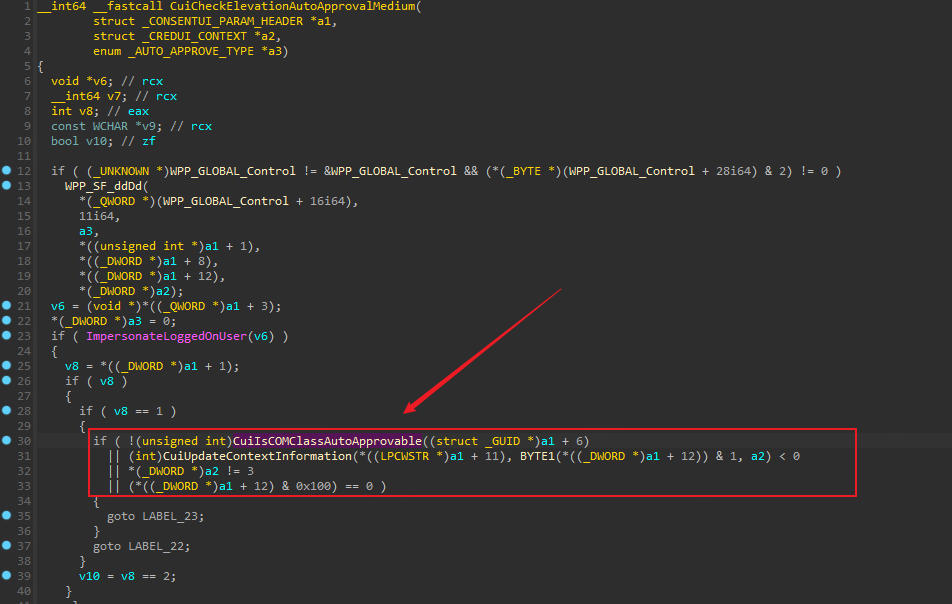 1 __int64 __fastcall CuiCheckElevationAutoApprovalMedium(
2 struct _CONSENTUI_PARAM_HEADER *a1,
3 struct _CREDUI_CONTEXT *a2,
4 enum _AUTO_APPROVE_TYPE *a3)
5 {
6 void *v6; // rcx
7 __int64 v7; // rcx
8 int v8; // eax
9 const WCHAR *v9; // rcx
10 bool v10; // zf
11
12 if ( (_UNKNOWN *)WPP_GLOBAL_Control != &WPP_GLOBAL_Control && (*(_BYTE *)(WPP_GLOBAL_Control + 28i64) & 2) != 0 )
13 WPP_SF_ddDd(
14 *(_QWORD *)(WPP_GLOBAL_Control + 16i64),
15 11i64,
16 a3,
17 *((unsigned int *)a1 + 1),
18 *((_DWORD *)a1 + 8),
19 *((_DWORD *)a1 + 12),
20 *(_DWORD *)a2);
21 v6 = (void *)*((_QWORD *)a1 + 3);
22 *(_DWORD *)a3 = 0;
23 if ( ImpersonateLoggedOnUser(v6) )
24 {
25 v8 = *((_DWORD *)a1 + 1);
26 if ( v8 )
27 {
28 if ( v8 == 1 )
29 {
30 if ( !(unsigned int)CuiIsCOMClassAutoApprovable((struct _GUID *)a1 + 6)
31 || (int)CuiUpdateContextInformation(*((LPCWSTR *)a1 + 11), BYTE1(*((_DWORD *)a1 + 12)) & 1, a2) < 0
32 || *(_DWORD *)a2 != 3
33 || (*((_DWORD *)a1 + 12) & 0x100) == 0 )
34 {
35 goto LABEL_23;
36 }
37 goto LABEL_22;
38 }
39 v10 = v8 == 2;
40 }